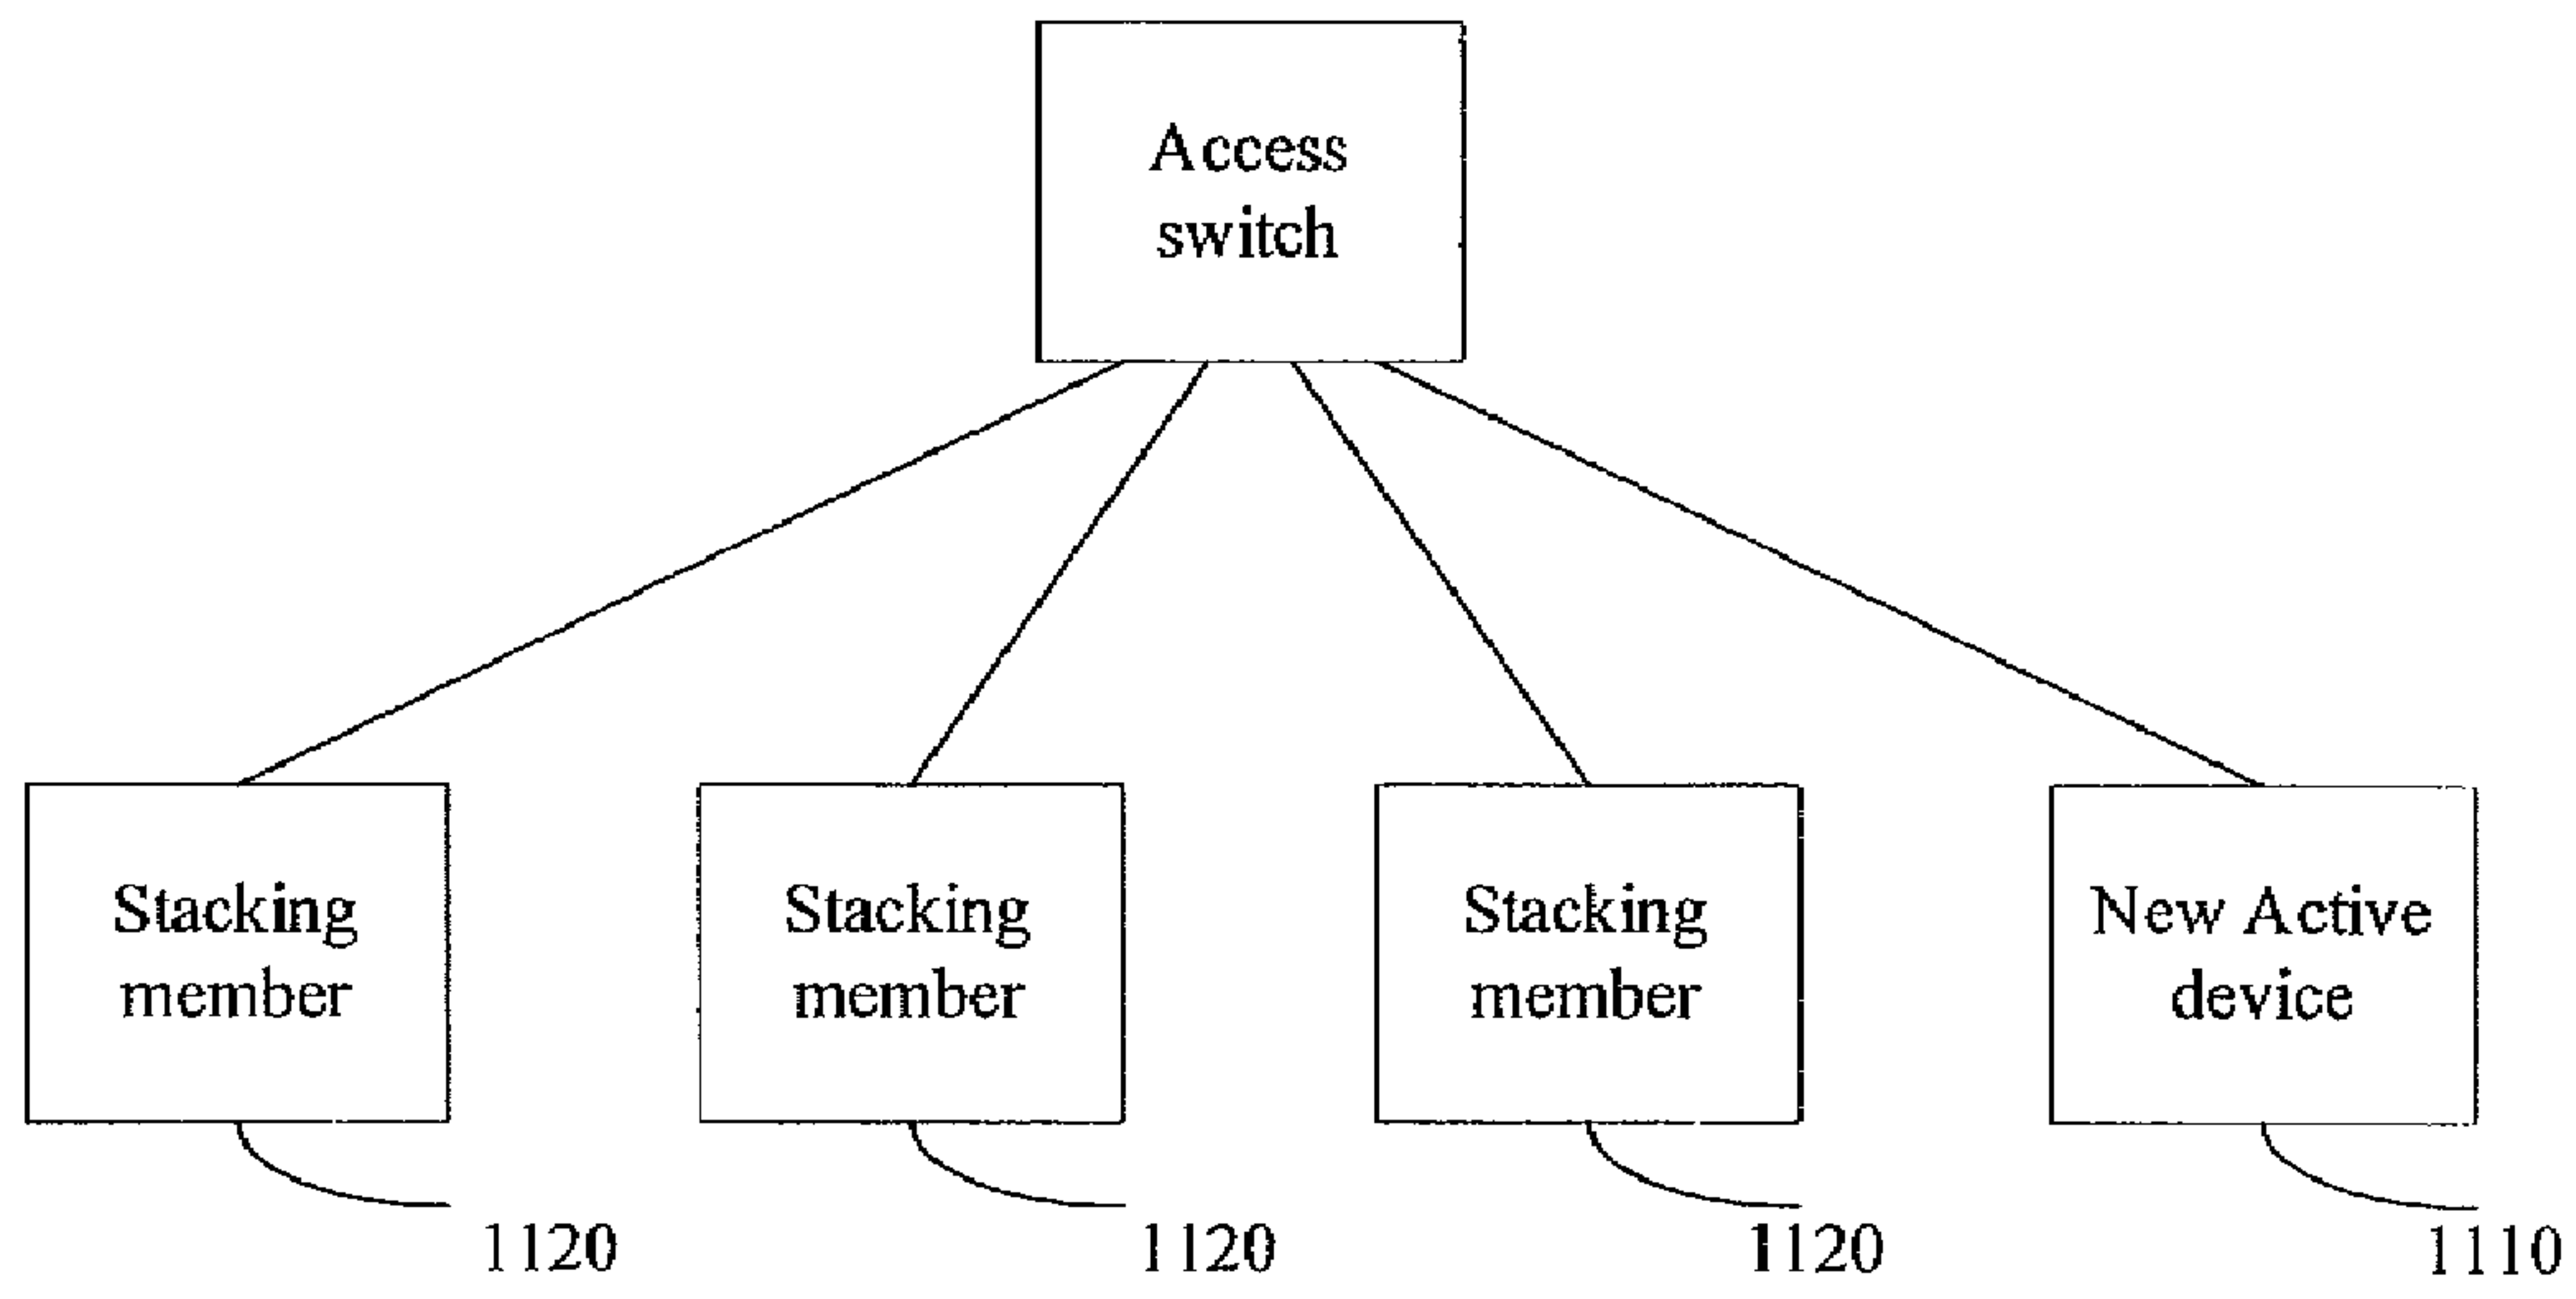 Access
switch
Stacking
member
Stacking
member
Stacking
member
New Active
device
1120
1120
1120
1110